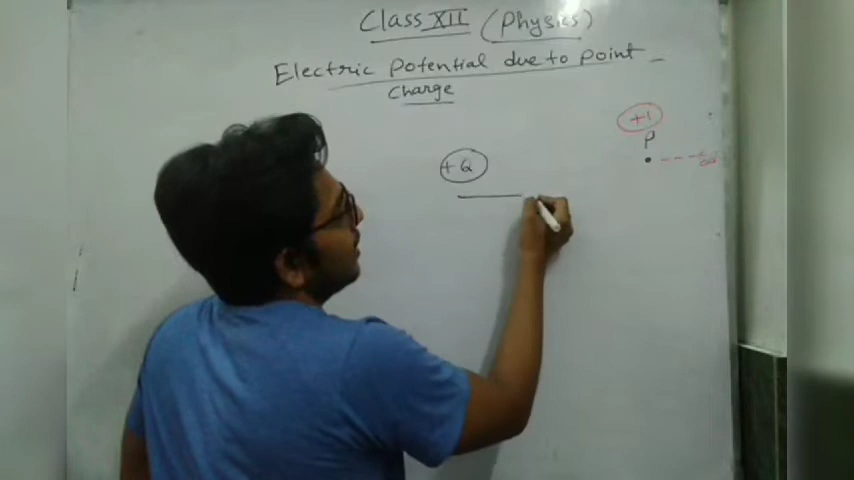 Class XII (Physics)
Electric Potential due to point
Charge
+1
P
+Q
∞